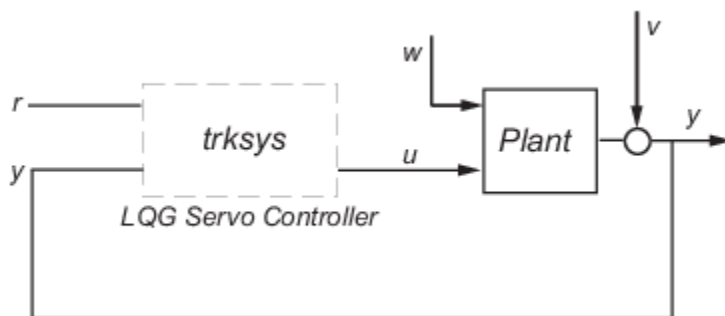 v
w
r
trksys
Plant
y
y
u
LQG Servo Controller